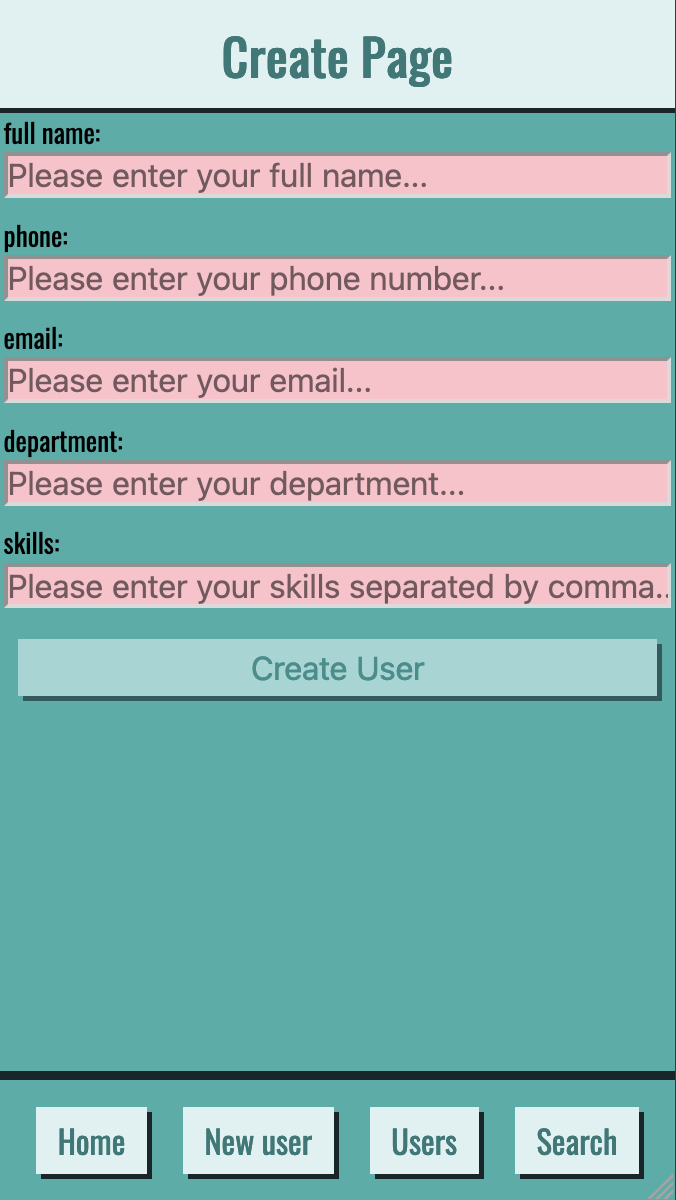 Create Page
full name:
Please enter your full name...
phone:
Please enter your phone number...
email:
Please enter your email...
department:
Please enter your department...
skills:
Please enter your skills separated by comma..
Create User
Home New user Users Search